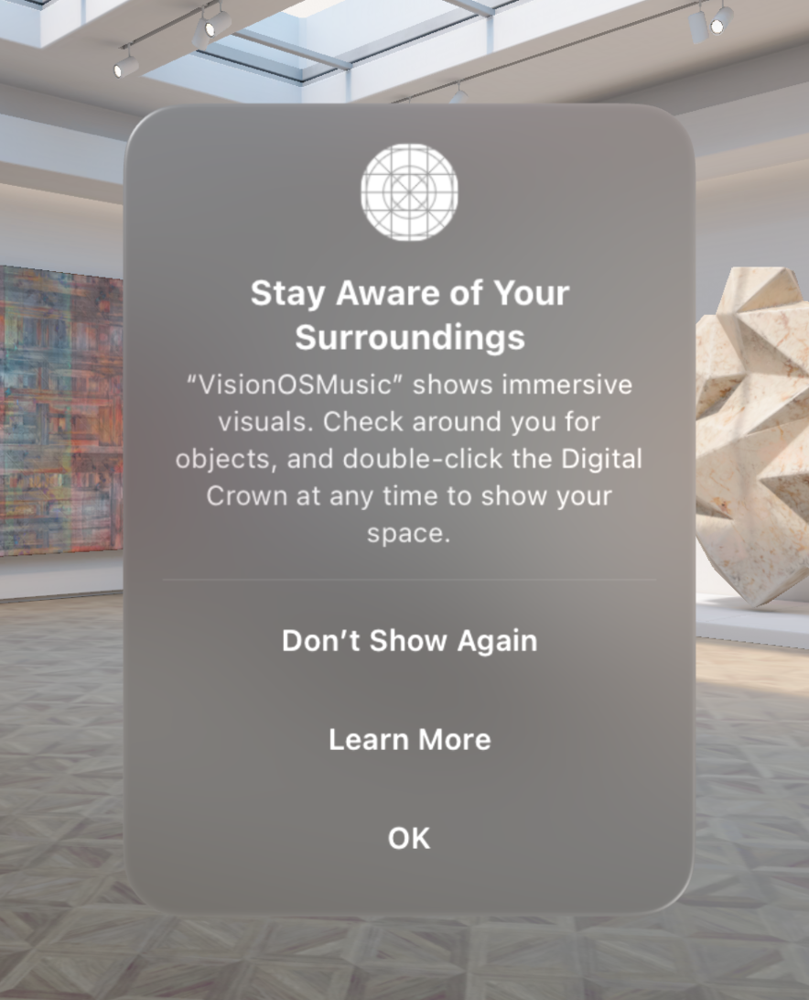 Stay Aware of Your
Surroundings
“VisionOSMusic” shows immersive
visuals. Check around you for
objects, and double-click the Digital
Crown at any time to show your
space.
Don’t Show Again
Learn More
OK